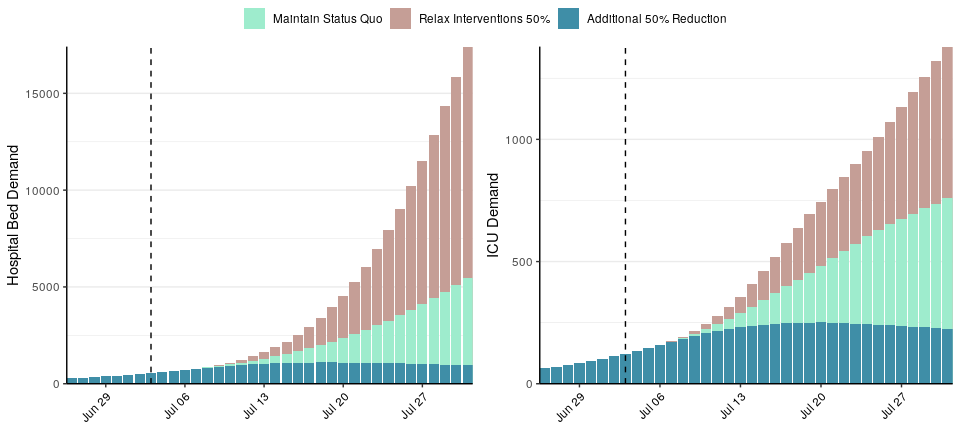 Maintain Status Quo Relax Interventions 50% Additional 50% Reduction
Hospital Bed Demand
15000
10000
5000
0
Jun 29 Jul 06 Jul 13 Jul 20 Jul 27
ICU Demand
1000
500
0
Jun 29 Jul 06 Jul 13 Jul 20 Jul 27